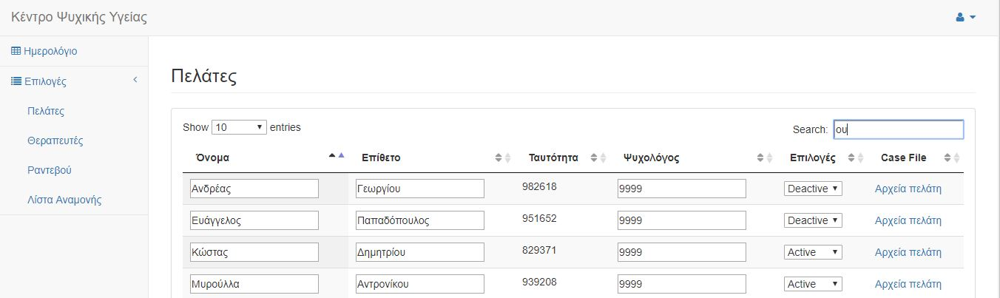 Κέντρο Ψυχικής Υγείας
Ημερολόγιο
Επιλογές
Πελάτες
Θεραπευτές
Ραντεβού
Λίστα Αναμονής
Πελάτες
Show 10 entries Search: ου
Όνομα Επίθετο Ταυτότητα Ψυχολόγος Επιλογές Case File
Ανδρέας Γεωργίου 982618 9999 Deactive Αρχεία πελάτη
Ευάγγελος Παπαδόπουλος 951652 9999 Deactive Αρχεία πελάτη
Κώστας Δημητρίου 829371 9999 Active Αρχεία πελάτη
Μυρούλλα Αντρονίκου 939208 9999 Active Αρχεία πελάτη